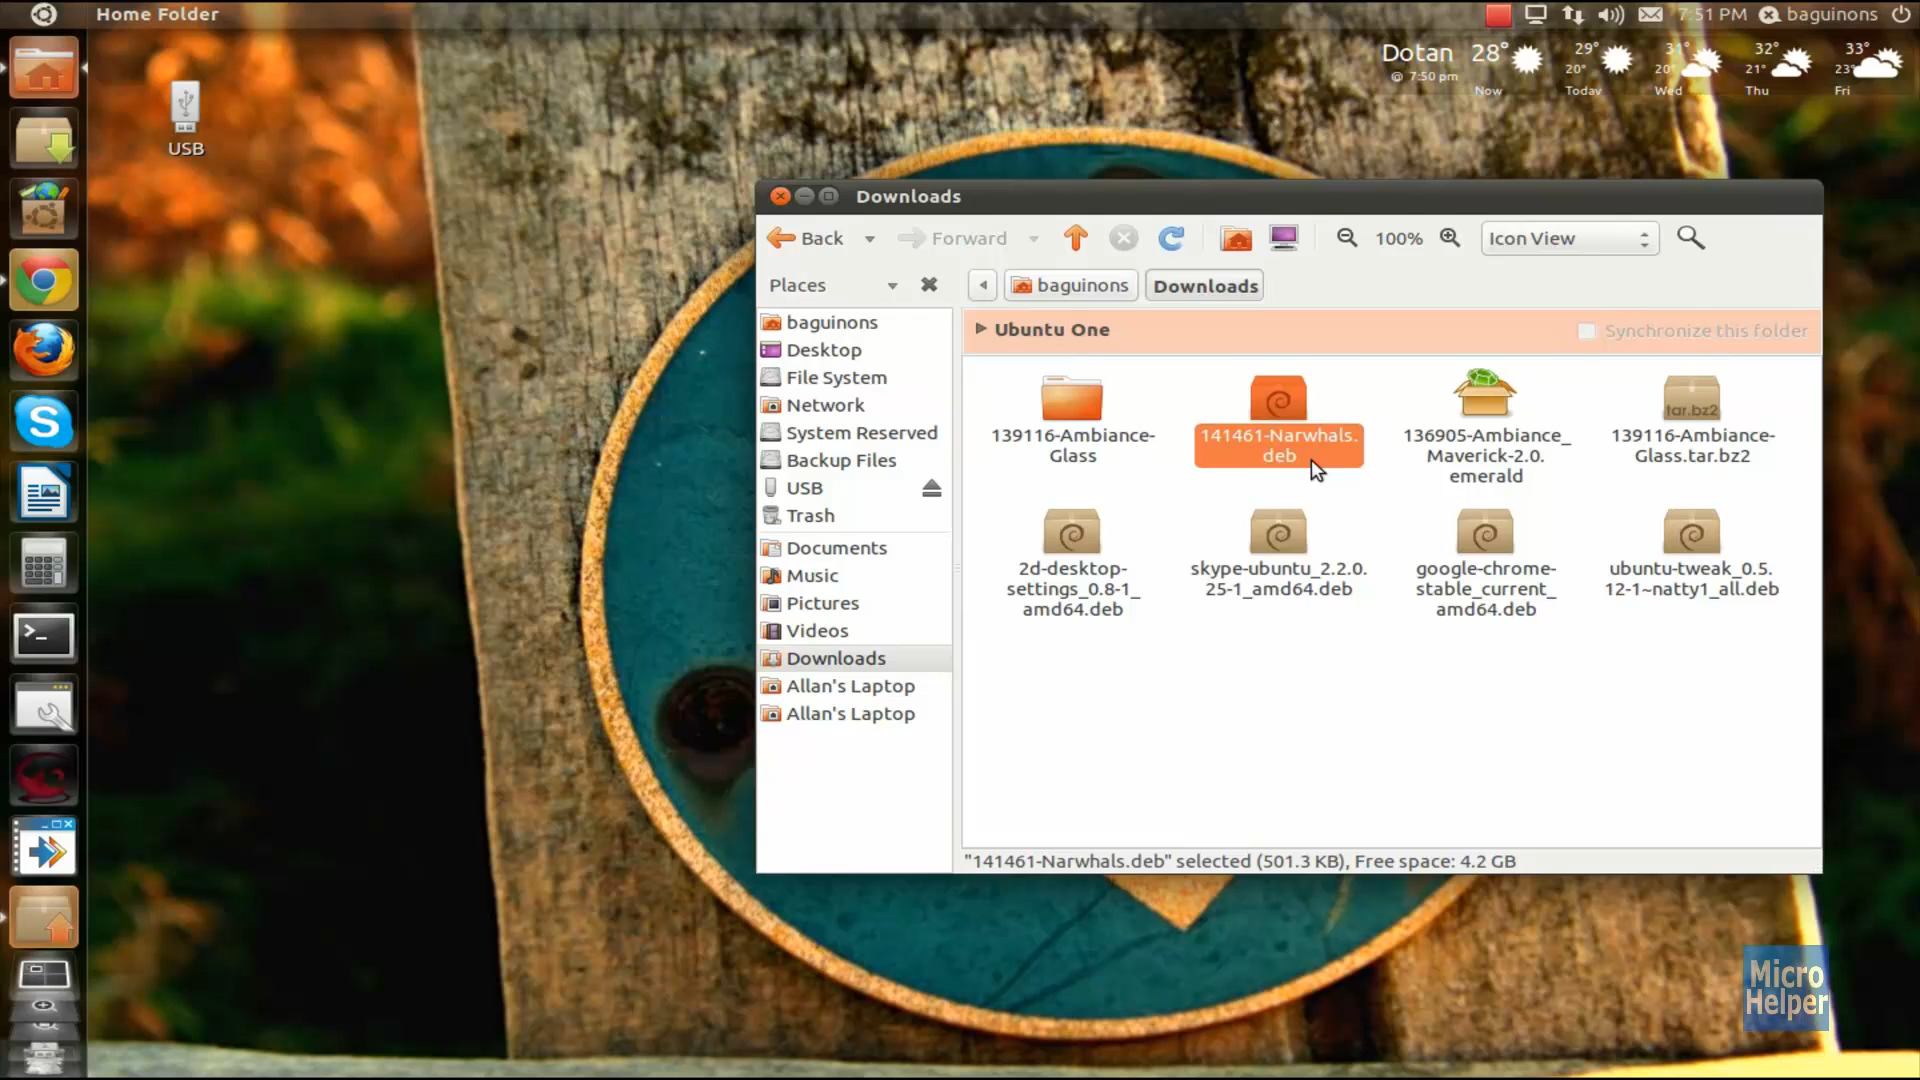 Home Folder
7:51 PM
baguinons
Dotan
@ 7:50 pm
28°
Now
29°
20°
Today
31°
20°
Wed
32°
21°
Thu
33°
23°
Fri
USB
Downloads
Back
Forward
100%
Icon View
Places
baguinons
Downloads
baguinons
Desktop
File System
Network
System Reserved
Backup Files
USB
Trash
Documents
Music
Pictures
Videos
Downloads
Allan's Laptop
Allan's Laptop
Ubuntu One
Synchronize this folder
139116-Ambiance-
Glass
141461-Narwhals.
deb
136905-Ambiance_
Maverick-2.0.
emerald
tar.bz2
139116-Ambiance-
Glass.tar.bz2
2d-desktop-
settings_0.8-1_
amd64.deb
skype-ubuntu_2.2.0.
25-1_amd64.deb
google-chrome-
stable_current_
amd64.deb
ubuntu-tweak_0.5.
12-1~natty1_all.deb
"141461-Narwhals.deb" selected (501.3 KB), Free space: 4.2 GB
Micro
Helper